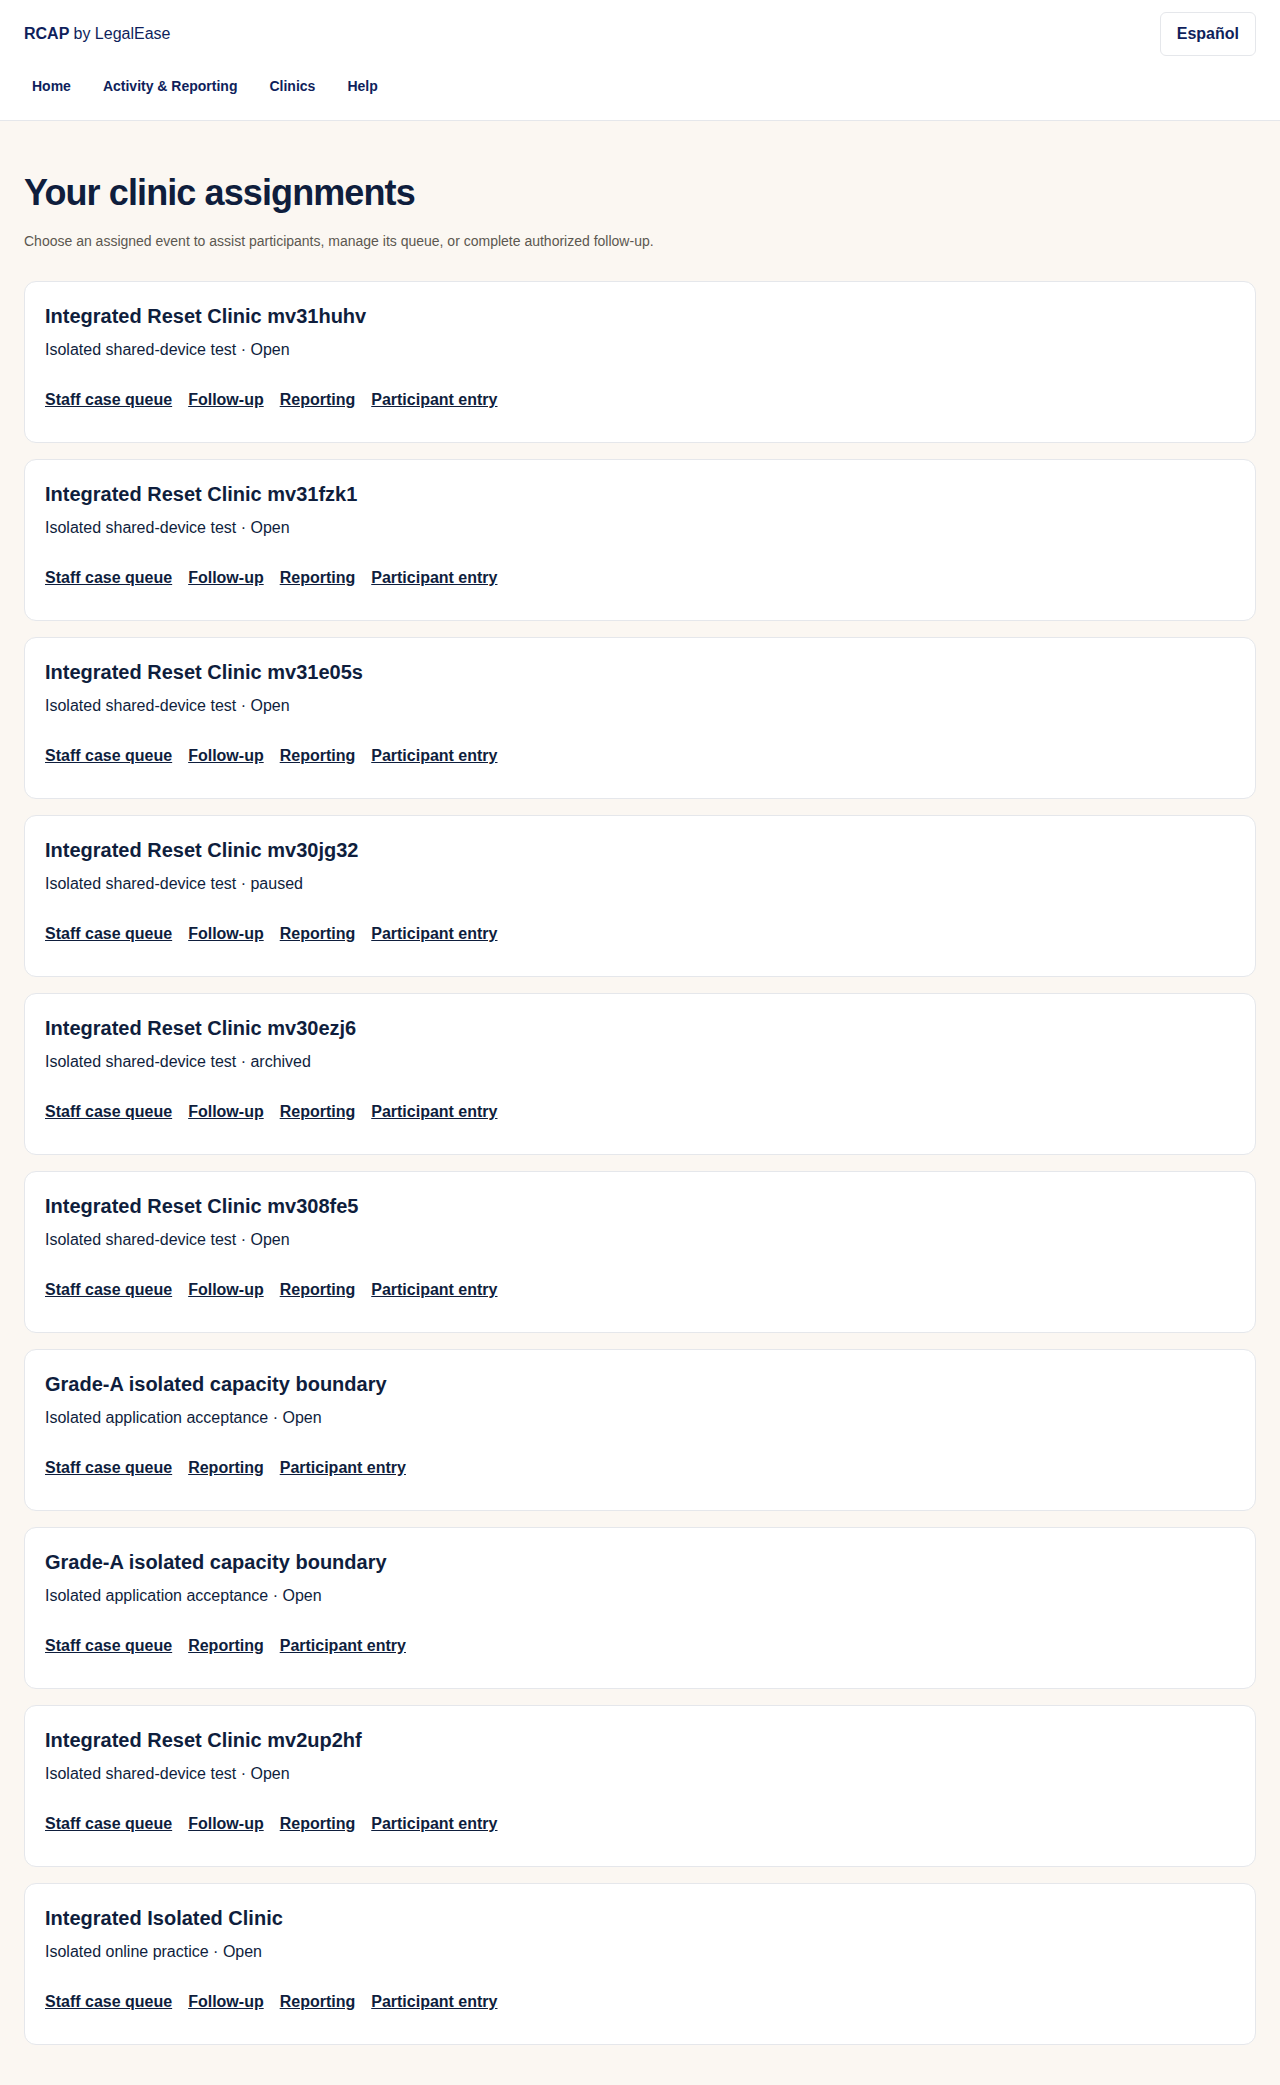 RCAP by LegalEase
Español
Home Activity & Reporting Clinics Help
Your clinic assignments
Choose an assigned event to assist participants, manage its queue, or complete authorized follow-up.
Integrated Reset Clinic mv31huhv
Isolated shared-device test · Open
Staff case queue Follow-up Reporting Participant entry
Integrated Reset Clinic mv31fzk1
Isolated shared-device test · Open
Staff case queue Follow-up Reporting Participant entry
Integrated Reset Clinic mv31e05s
Isolated shared-device test · Open
Staff case queue Follow-up Reporting Participant entry
Integrated Reset Clinic mv30jg32
Isolated shared-device test · paused
Staff case queue Follow-up Reporting Participant entry
Integrated Reset Clinic mv30ezj6
Isolated shared-device test · archived
Staff case queue Follow-up Reporting Participant entry
Integrated Reset Clinic mv308fe5
Isolated shared-device test · Open
Staff case queue Follow-up Reporting Participant entry
Grade-A isolated capacity boundary
Isolated application acceptance · Open
Staff case queue Reporting Participant entry
Grade-A isolated capacity boundary
Isolated application acceptance · Open
Staff case queue Reporting Participant entry
Integrated Reset Clinic mv2up2hf
Isolated shared-device test · Open
Staff case queue Follow-up Reporting Participant entry
Integrated Isolated Clinic
Isolated online practice · Open
Staff case queue Follow-up Reporting Participant entry